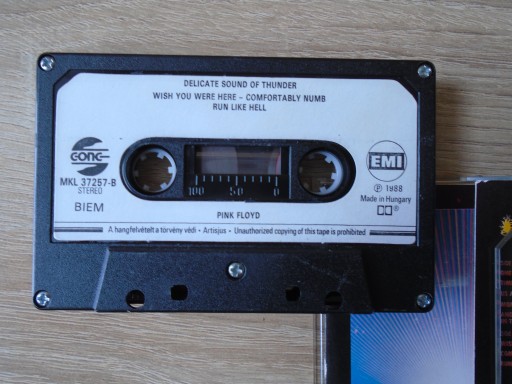 DELICATE SOUND OF THUNDER
WISH YOU WERE HERE – COMFORTABLY NUMB
RUN LIKE HELL
GONG
MKL 37257-B
STEREO
BIEM
100 50 0
EMI
Ⓟ 1988
Made in Hungary
PINK FLOYD
A hangfelvételt a törvény védi • Artisjus • Unauthorized copying of this tape is prohibited